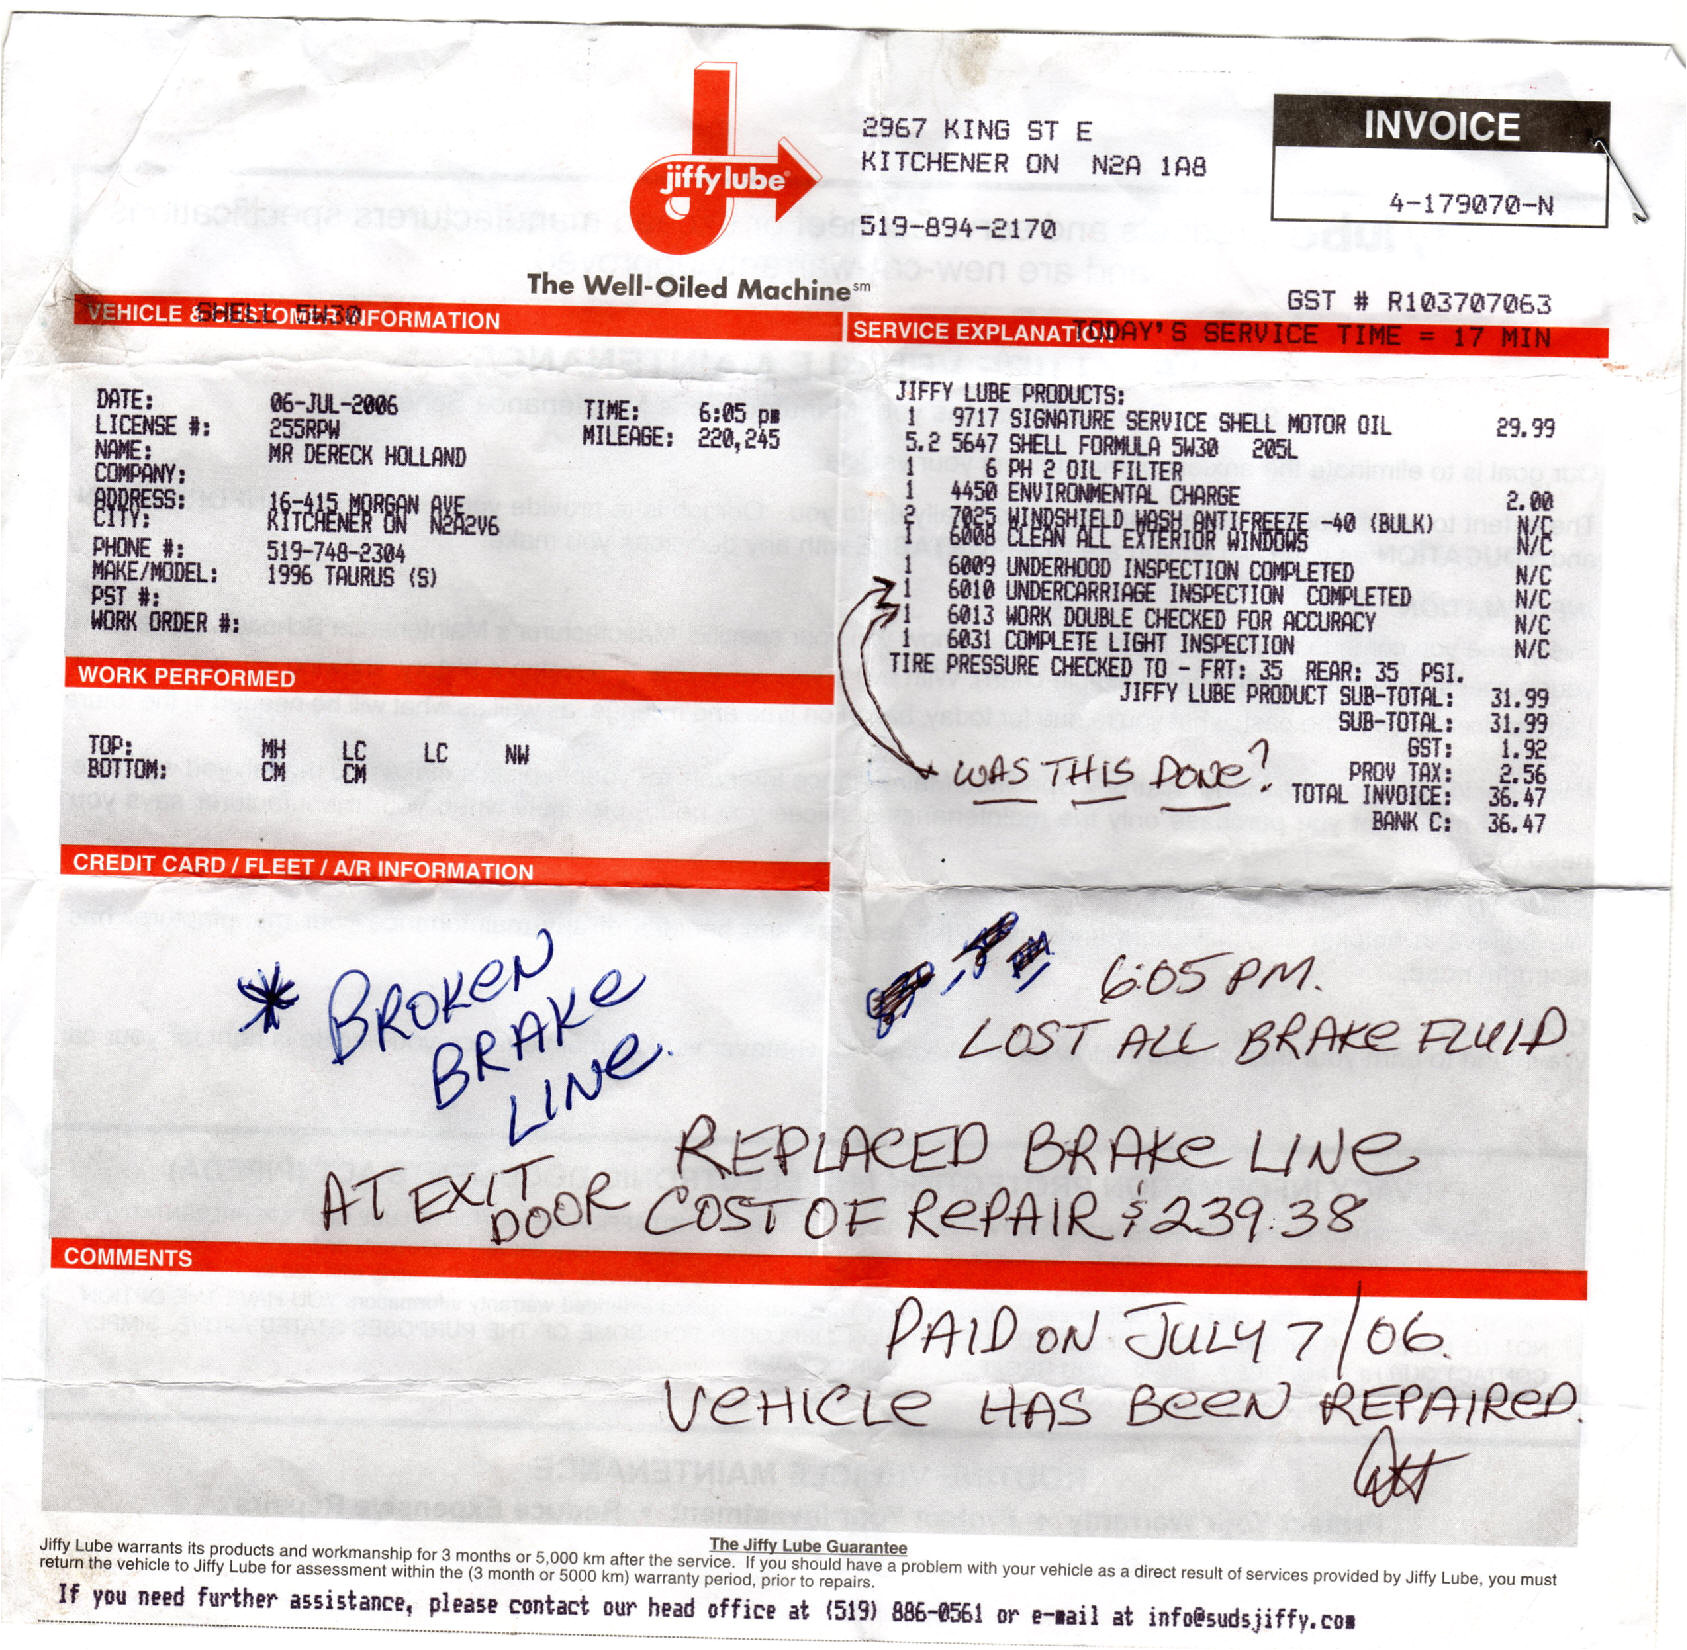 jiffy lube®
The Well-Oiled Machine℠
2967 KING ST E
KITCHENER ON N2A 1A8
519-894-2170
INVOICE
4-179070-N
GST # R103707063
VEHICLE & CUSTOMER INFORMATION
SHELL 5W30
SERVICE EXPLANATION
TODAY'S SERVICE TIME = 17 MIN
DATE: 06-JUL-2006 TIME: 6:05 pm
LICENSE #: 255RPW MILEAGE: 220,245
NAME: MR DERECK HOLLAND
COMPANY:
ADDRESS: 16-415 MORGAN AVE
CITY: KITCHENER ON N2A2V6
PHONE #: 519-748-2304
MAKE/MODEL: 1996 TAURUS (S)
PST #:
WORK ORDER #:
WORK PERFORMED
TOP: MH LC LC NW
BOTTOM: CM CM
CREDIT CARD / FLEET / A/R INFORMATION
JIFFY LUBE PRODUCTS:
1 9717 SIGNATURE SERVICE SHELL MOTOR OIL 29.99
5.2 5647 SHELL FORMULA 5W30 205L
1 6 PH 2 OIL FILTER
1 4450 ENVIRONMENTAL CHARGE 2.00
2 7025 WINDSHIELD WASH ANTIFREEZE -40 (BULK) N/C
1 6008 CLEAN ALL EXTERIOR WINDOWS N/C
1 6009 UNDERHOOD INSPECTION COMPLETED N/C
1 6010 UNDERCARRIAGE INSPECTION COMPLETED N/C
1 6013 WORK DOUBLE CHECKED FOR ACCURACY N/C
1 6031 COMPLETE LIGHT INSPECTION N/C
TIRE PRESSURE CHECKED TO - FRT: 35 REAR: 35 PSI.
JIFFY LUBE PRODUCT SUB-TOTAL: 31.99
SUB-TOTAL: 31.99
GST: 1.92
PROV TAX: 2.56
TOTAL INVOICE: 36.47
BANK C: 36.47
WAS THIS DONE?
* BROKEN
BRAKE
LINE.
AT EXIT
DOOR
6:05 PM.
LOST ALL BRAKE FLUID
REPLACED BRAKE LINE
COST OF REPAIR $239.38
COMMENTS
PAID ON JULY 7/06.
VEHICLE HAS BEEN REPAIRED.
The Jiffy Lube Guarantee
Jiffy Lube warrants its products and workmanship for 3 months or 5,000 km after the service. If you should have a problem with your vehicle as a direct result of services provided by Jiffy Lube, you must
return the vehicle to Jiffy Lube for assessment within the (3 month or 5000 km) warranty period, prior to repairs.
If you need further assistance, please contact our head office at (519) 886-0561 or e-mail at info@sudsjiffy.com